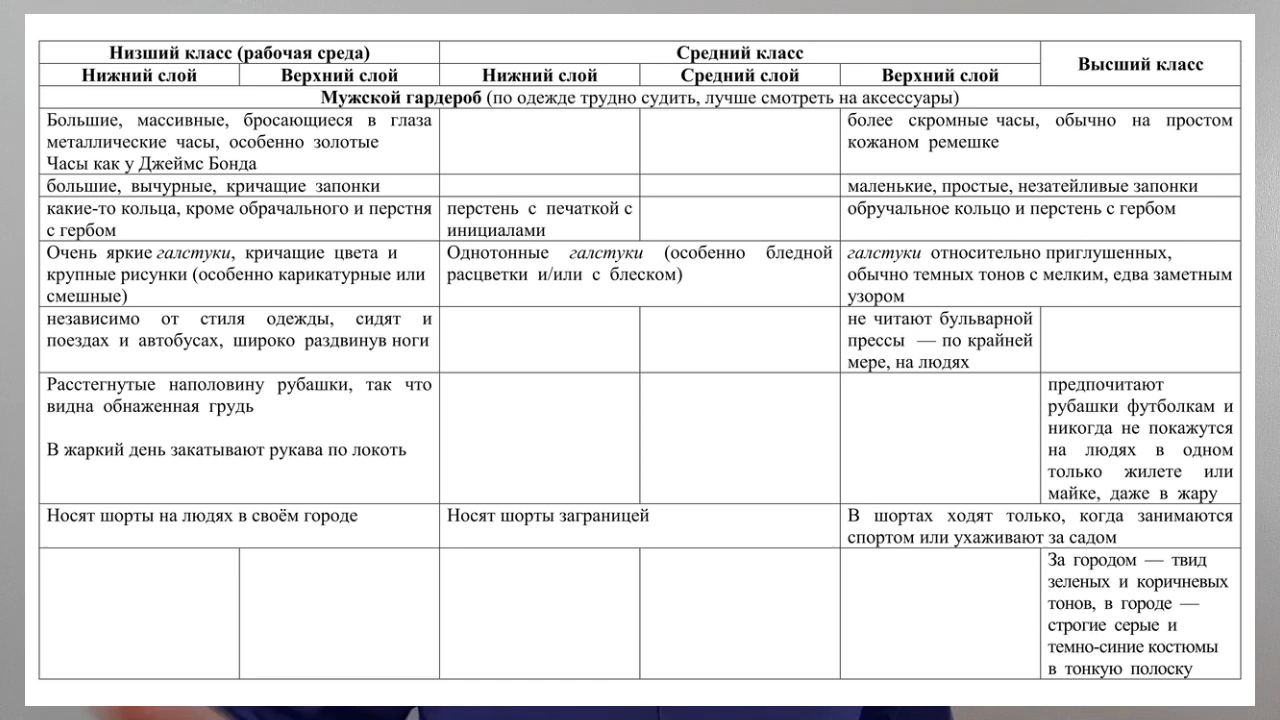 Низший класс (рабочая среда) Средний класс Высший класс
Нижний слой Верхний слой Нижний слой Средний слой Верхний слой
Мужской гардероб (по одежде трудно судить, лучше смотреть на аксессуары)
Большие, массивные, бросающиеся в глаза
металлические часы, особенно золотые
Часы как у Джеймс Бонда
более скромные часы, обычно на простом
кожаном ремешке
большие, вычурные, кричащие запонки
маленькие, простые, незатейливые запонки
какие-то кольца, кроме обрачального и перстня
с гербом
перстень с печаткой с
инициалами
обручальное кольцо и перстень с гербом
Очень яркие галстуки, кричащие цвета и
крупные рисунки (особенно карикатурные или
смешные)
Однотонные галстуки (особенно бледной
расцветки и/или с блеском)
галстуки относительно приглушенных,
обычно темных тонов с мелким, едва заметным
узором
независимо от стиля одежды, сидят и
поездах и автобусах, широко раздвинув ноги
не читают бульварной
прессы — по крайней
мере, на людях
Расстегнутые наполовину рубашки, так что
видна обнаженная грудь
В жаркий день закатывают рукава по локоть
предпочитают
рубашки футболкам и
никогда не покажутся
на людях в одном
только жилете или
майке, даже в жару
Носят шорты на людях в своём городе
Носят шорты заграницей
В шортах ходят только, когда занимаются
спортом или ухаживают за садом
За городом — твид
зеленых и коричневых
тонов, в городе —
строгие серые и
темно-синие костюмы
в тонкую полоску